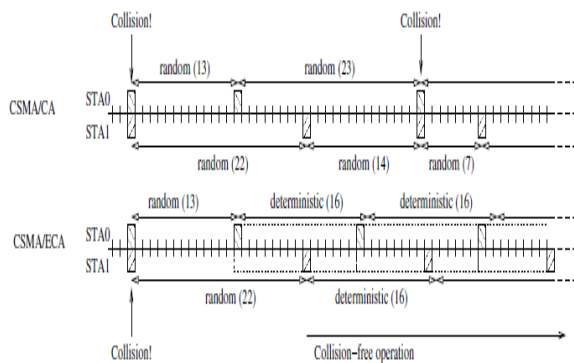 Collision!
Collision!
random (13)
random (23)
CSMA/CA
STA0
STA1
random (22)
random (14)
random (7)
random (13)
deterministic (16)
deterministic (16)
CSMA/ECA
STA0
STA1
random (22)
deterministic (16)
Collision!
Collision-free operation